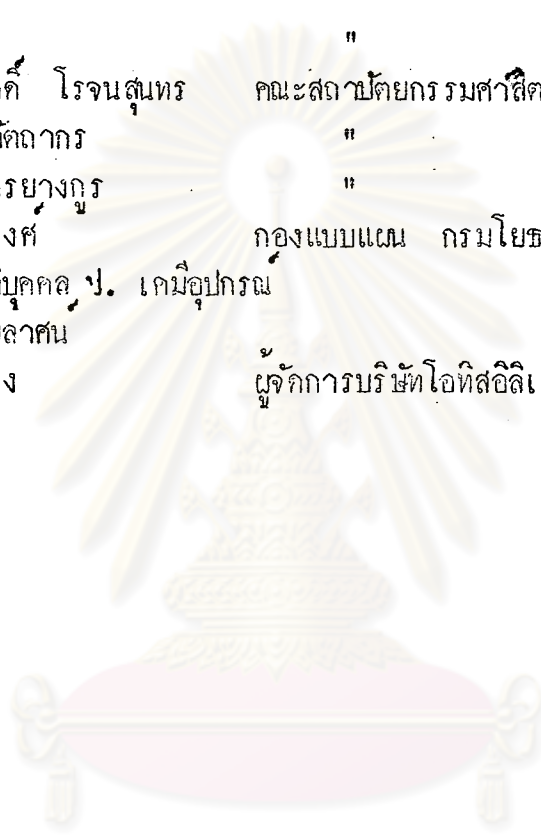 "
ดิ์ โรจนสุนทร คณะสถาปัตยกรรมศาสต
ัตถากร "
รยางกูร "
งศ์ กองแบบแผน กรมโยธ
บุคคล ป. เคมีอุปกรณ์
ลาศน์
ง ผู้จัดการบริษัทโอทิสอิลิเ